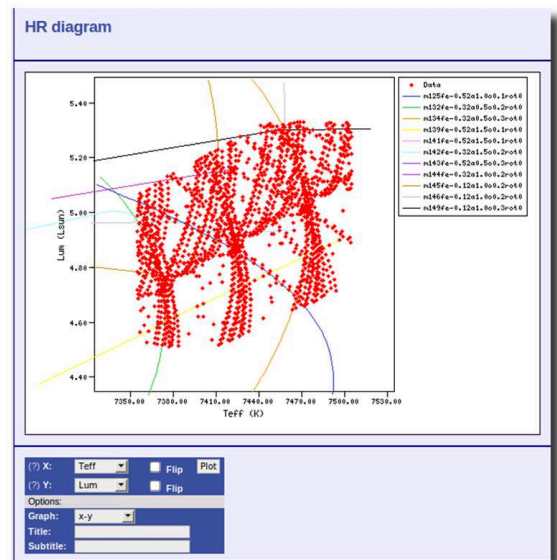 HR diagram
5.40
5.20
5.00
4.80
4.60
4.40
Lum (Lsun)
7350.00 7380.00 7410.00 7440.00 7470.00 7500.00 7530.00
Teff (K)
Data
m125fe-0.52a1.0o0.1rot0
m132fe-0.32a0.5o0.2rot0
m134fe-0.32a0.5o0.3rot0
m139fe-0.52a1.5o0.1rot0
m141fe-0.52a1.5o0.1rot0
m142fe-0.32a1.5o0.2rot0
m143fe-0.52a0.5o0.3rot0
m144fe-0.32a1.0o0.2rot0
m145fe-0.12a1.0o0.2rot0
m146fe-0.12a1.0o0.2rot0
m149fe-0.12a1.0o0.3rot0
(?) X: Teff Flip Plot
(?) Y: Lum Flip
Options:
Graph: x-y
Title:
Subtitle: